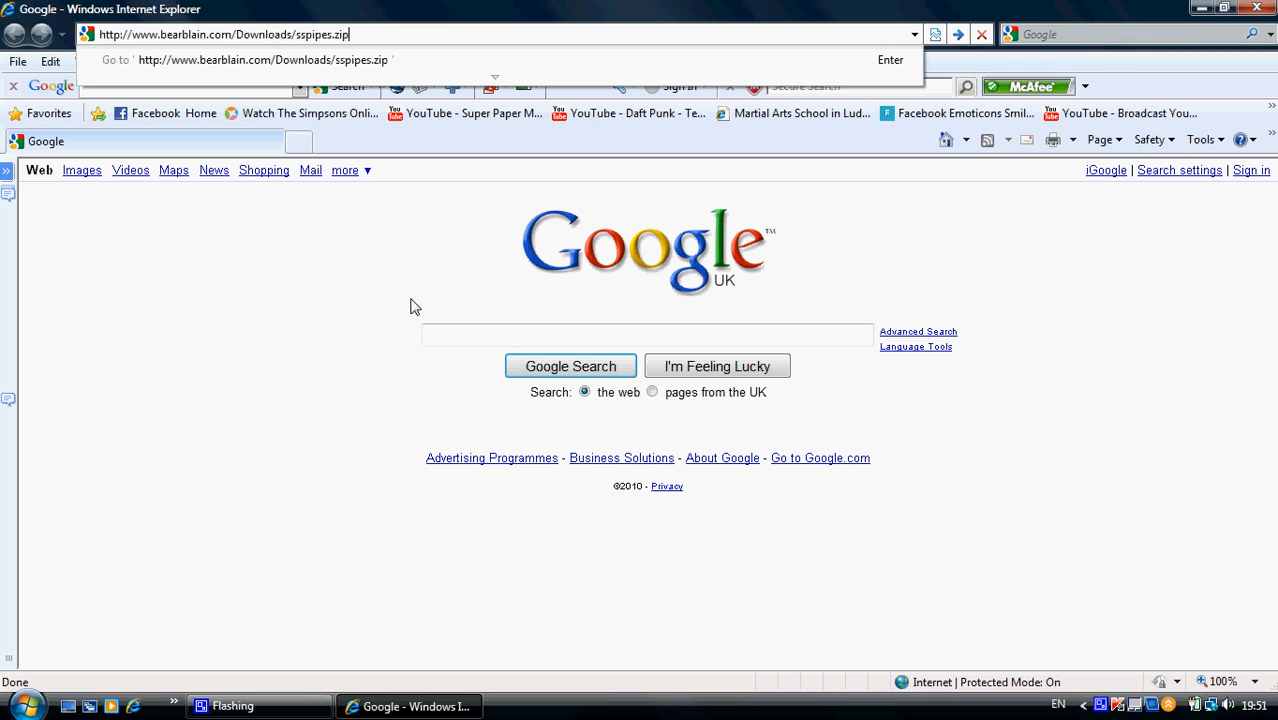 Google - Windows Internet Explorer
http://www.bearblain.com/Downloads/sspipes.zip
Google
Go to ' http://www.bearblain.com/Downloads/sspipes.zip '
Enter
File Edit
x Google Search Sign In Secure Search McAfee
Favorites Facebook Home Watch The Simpsons Onli... YouTube - Super Paper M... YouTube - Daft Punk - Te... Martial Arts School in Lud... Facebook Emoticons Smil... YouTube - Broadcast You...
Google
Page Safety Tools
Web Images Videos Maps News Shopping Mail more ▼
iGoogle | Search settings | Sign in
Google™
UK
Advanced Search
Language Tools
Google Search I'm Feeling Lucky
Search: the web pages from the UK
Advertising Programmes - Business Solutions - About Google - Go to Google.com
©2010 - Privacy
Done
Internet | Protected Mode: On
100%
Flashing
Google - Windows I...
EN
19:51